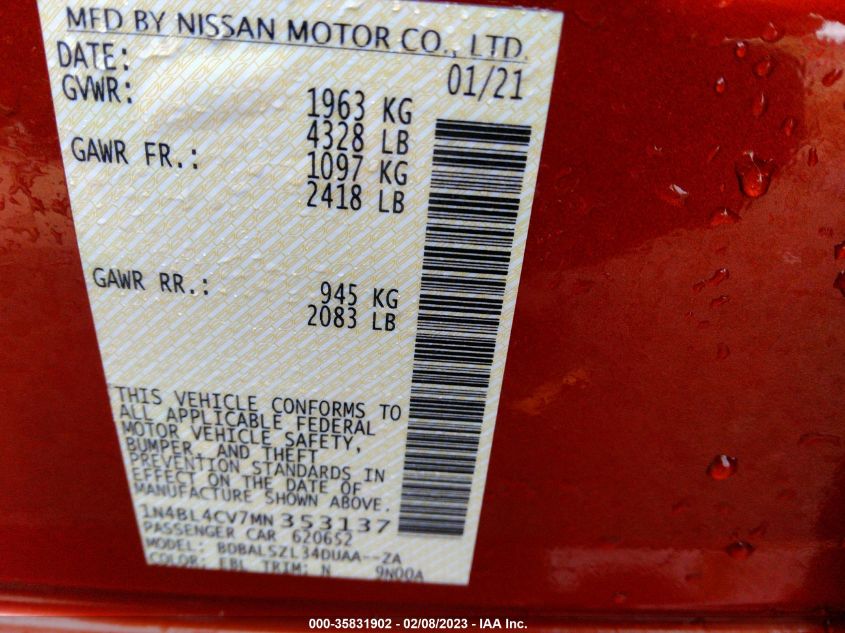 MFD BY NISSAN MOTOR CO., LTD.
DATE: 01/21
GVWR: 1963 KG
4328 LB
GAWR FR.: 1097 KG
2418 LB
GAWR RR.: 945 KG
2083 LB
THIS VEHICLE CONFORMS TO
ALL APPLICABLE FEDERAL
MOTOR VEHICLE SAFETY,
BUMPER, AND THEFT
PREVENTION STANDARDS IN
EFFECT ON THE DATE OF
MANUFACTURE SHOWN ABOVE.
1N4BL4CV7MN353137
PASSENGER CAR 6206S2
MODEL: BDBALSZL34DUAA--ZA
COLOR: EBL TRIM: N 9N00A
000-35831902 - 02/08/2023 - IAA Inc.